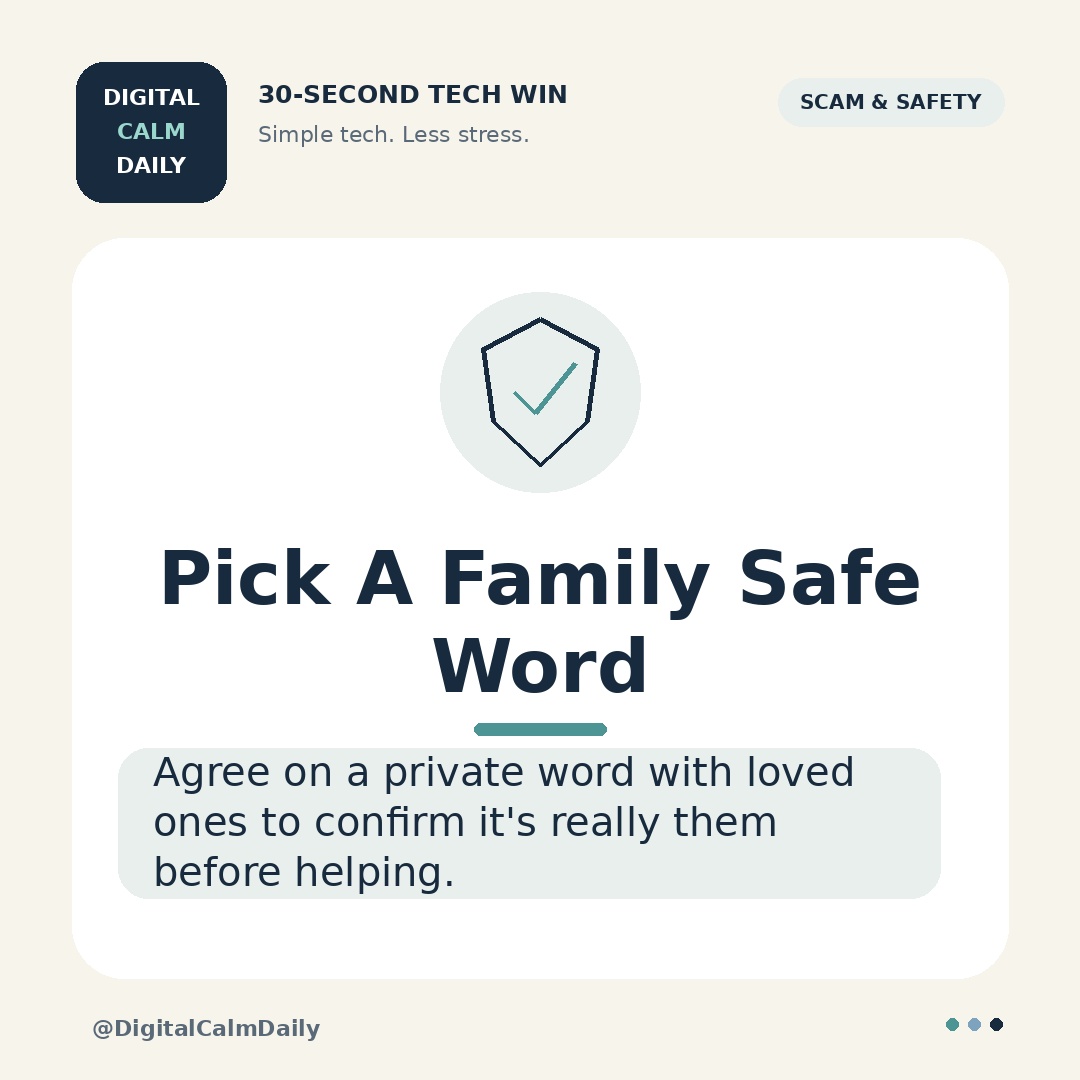 DIGITAL
CALM
DAILY
30-SECOND TECH WIN
Simple tech. Less stress.
SCAM & SAFETY
Pick A Family Safe
Word
Agree on a private word with loved
ones to confirm it's really them
before helping.
@DigitalCalmDaily